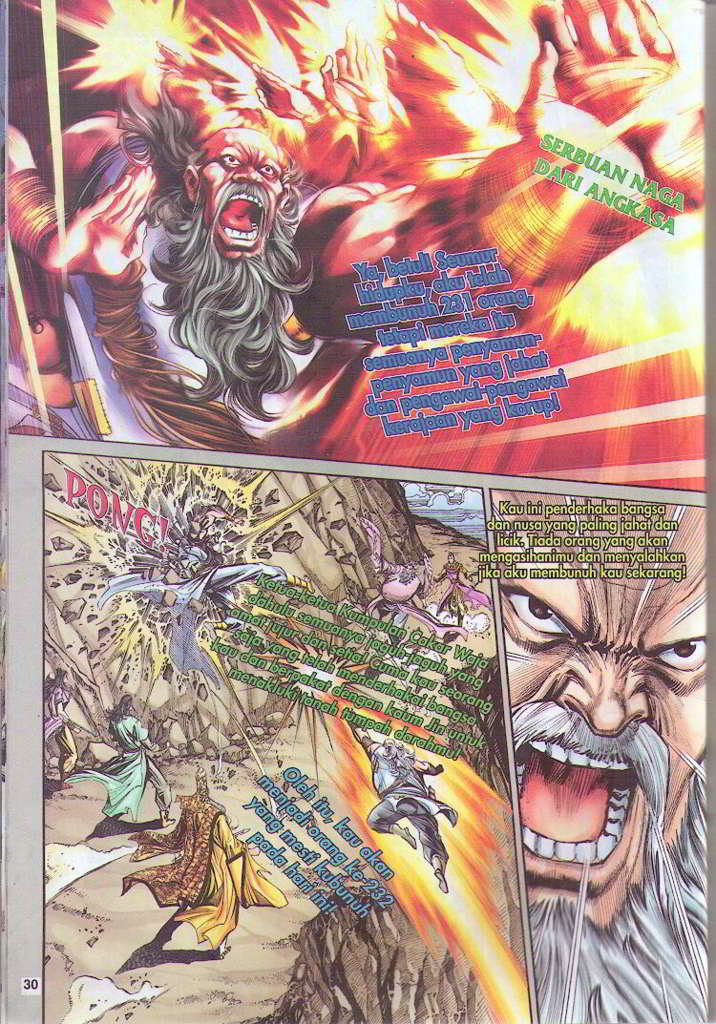 SERBUAN NAGA
DARI ANGKASA
Ya, betul! Seumur
hidupku, aku telah
membunuh 231 orang,
tetapi mereka itu
semuanya penyamun-
penyamun yang jahat
dan pengawai-pengawai
kerajaan yang korup!
PONG!
Ketua-ketua Kumpulan Cakar Waja
dahulu semuanya jaguh gagah yang
amat jujur dan setia! Cuma kau seorang
saja yang telah menderhakai bangsa
kau dan berpakat dengan kaum Jin untuk
menakluki tanah tumpah darahmu!
Oleh itu, kau akan
menjadi orang ke-232
yang mesti kubunuh
pada hari ini!
Kau ini penderhaka bangsa
dan nusa yang paling jahat dan
licik. Tiada orang yang akan
mengasihanimu dan menyalahkan
jika aku membunuh kau sekarang!
30